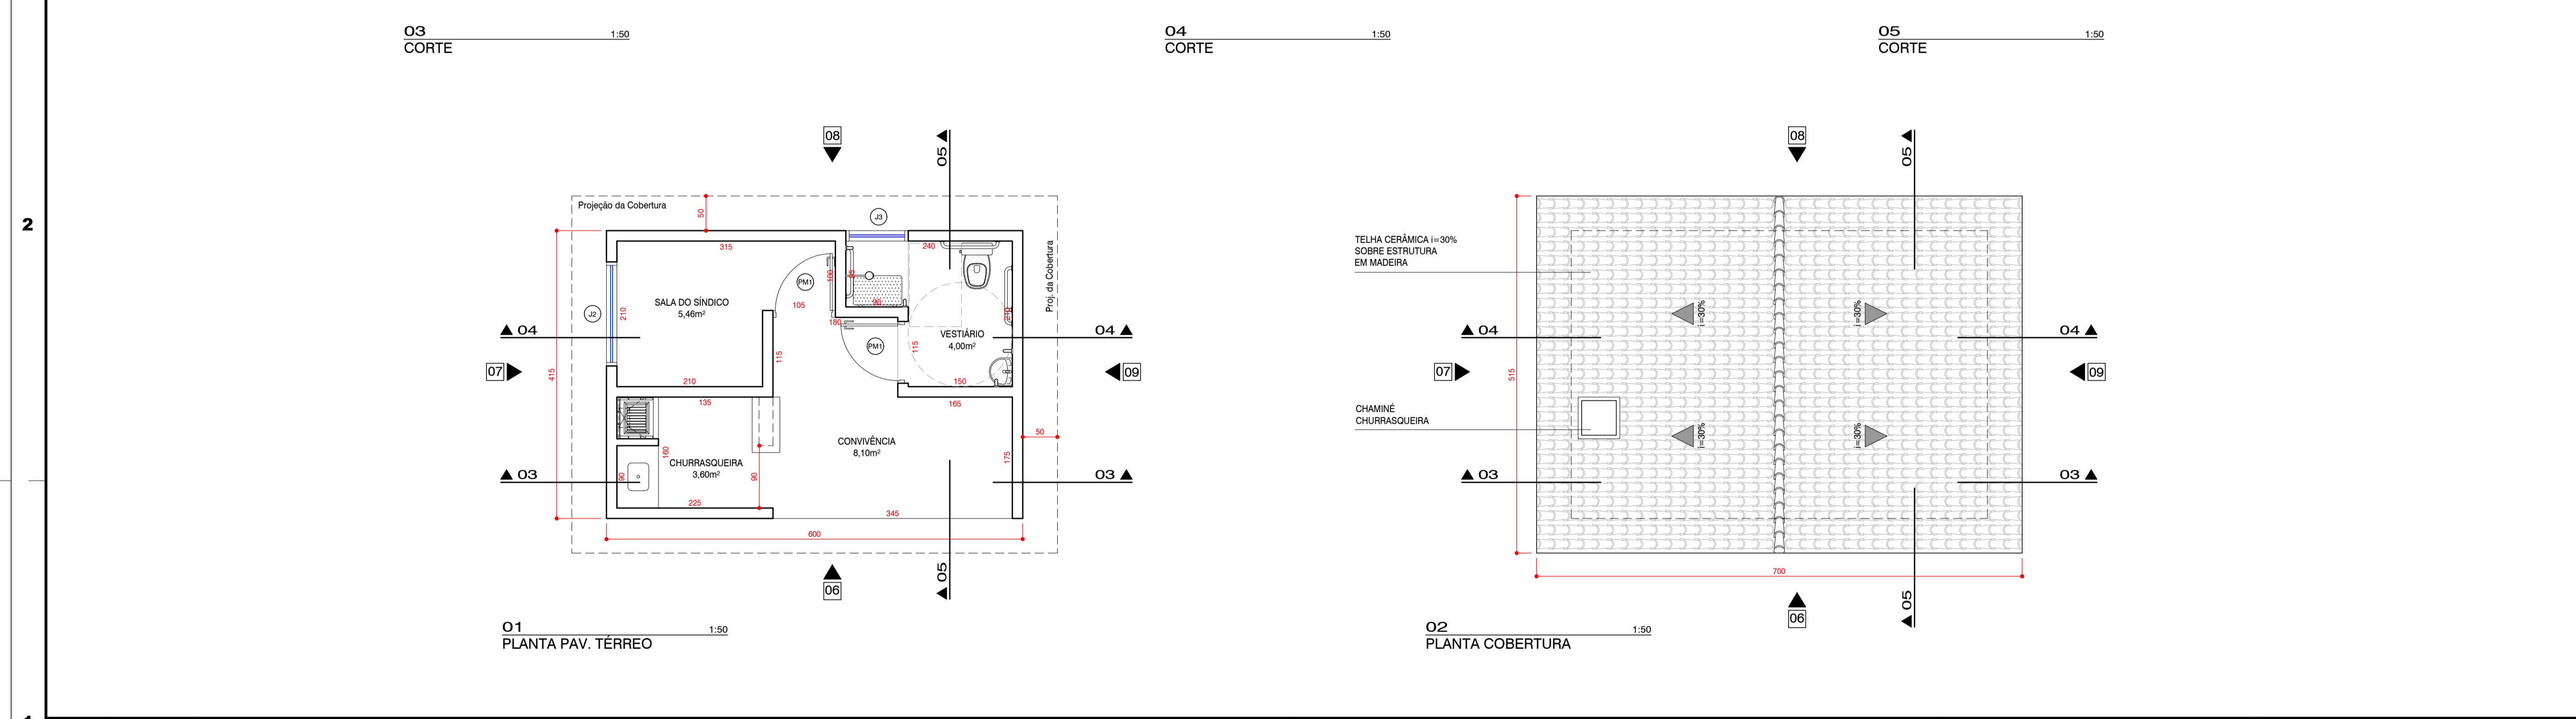 03 1:50
CORTE
04 1:50
CORTE
05 1:50
CORTE
2
08
05
Projeção da Cobertura
50
J3
315
240
Proj. da Cobertura
PM1
100
105
90
SALA DO SÍNDICO
5,46m²
J2
210
180
210
04
04
VESTIÁRIO
4,00m²
PM1
115
115
07
09
415
210
150
135
165
50
CONVIVÊNCIA
8,10m²
160
175
CHURRASQUEIRA
3,60m²
03
90
90
03
225
345
600
05
06
01 1:50
PLANTA PAV. TÉRREO
08
05
TELHA CERÂMICA i=30%
SOBRE ESTRUTURA
EM MADEIRA
i=30%
i=30%
04
04
07
09
515
CHAMINÉ
CHURRASQUEIRA
i=30%
i=30%
03
03
700
05
06
02 1:50
PLANTA COBERTURA